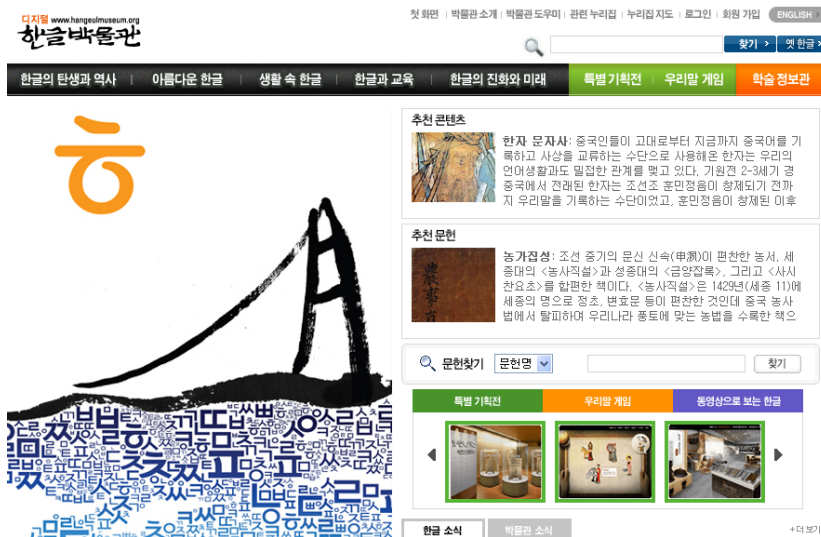 첫 화면 | 박물관 소개 | 박물관 도우미 | 관련 누리집 | 누리집 지도 | 로그인 | 회원 가입 ENGLISH
디지털 www.hangeulmuseum.org
한글박물관
찾기 옛 한글
한글의 탄생과 역사 | 아름다운 한글 | 생활 속 한글 | 한글과 교육 | 한글의 진화와 미래 특별 기획전 | 우리말 게임 학술 정보관
ㅎ
추천 콘텐츠
한자 문자사: 중국인들이 고대로부터 지금까지 중국어를 기
록하고 사상을 교류하는 수단으로 사용해온 한자는 우리의
언어생활과도 밀접한 관계를 맺고 있다. 기원전 2-3세기 경
중국에서 전래된 한자는 조선조 훈민정음이 창제되기 전까
지 우리말을 기록하는 수단이었고, 훈민정음이 창제된 이후
추천 문헌
농가집성: 조선 중기의 문신 신속(申洬)이 편찬한 농서. 세
종대의 <농사직설>과 성종대의 <금양잡록>, 그리고 <사시
찬요초>를 합편한 책이다. <농사직설>은 1429년(세종 11)에
세종의 명으로 정초, 변효문 등이 편찬한 것인데 중국 농사
법에서 탈피하여 우리나라 풍토에 맞는 농법을 수록한 책으
農事直
문헌찾기 문헌명 찾기
특별 기획전 우리말 게임 동영상으로 보는 한글
한글 소식 박물관 소식 +더 보기